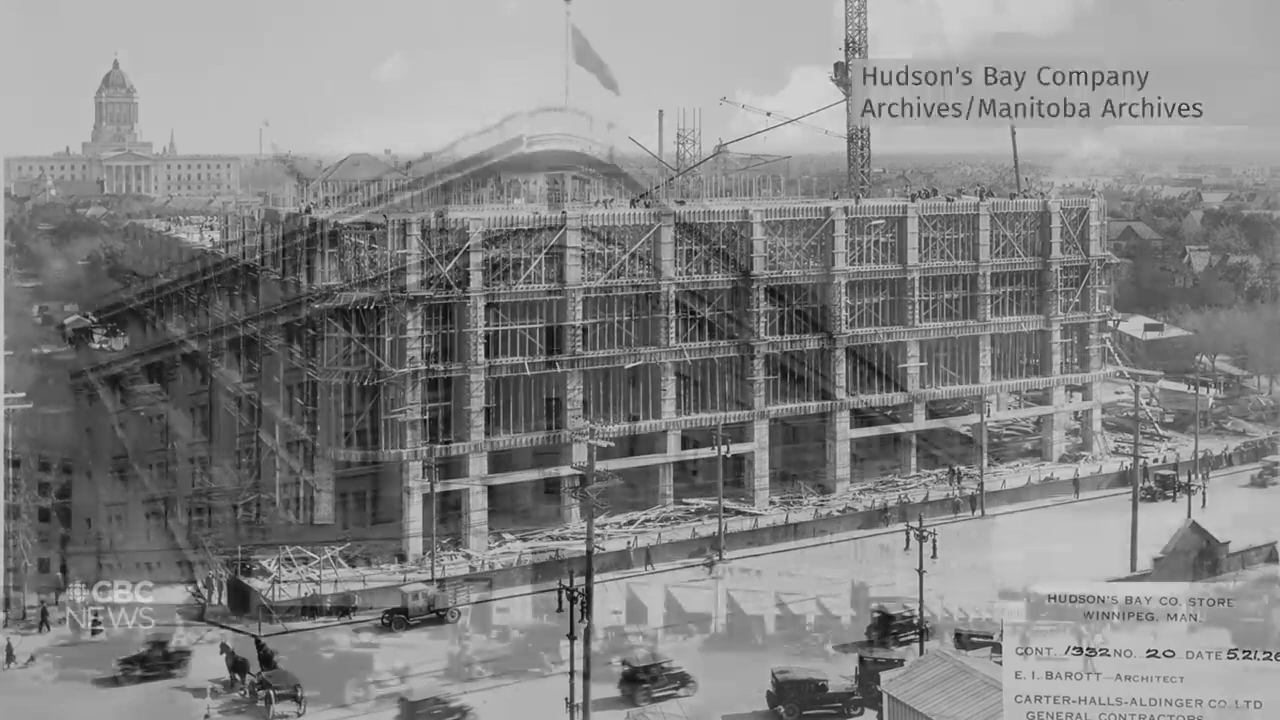 Hudson's Bay Company
Archives/Manitoba Archives
CBC
NEWS
HUDSON'S BAY CO. STORE
WINNIPEG, MAN.
CONT. 1332 NO. 20 DATE 5.21.26
E. I. BAROTT–ARCHITECT
CARTER-HALLS-ALDINGER CO LTD
GENERAL CONTRACTORS